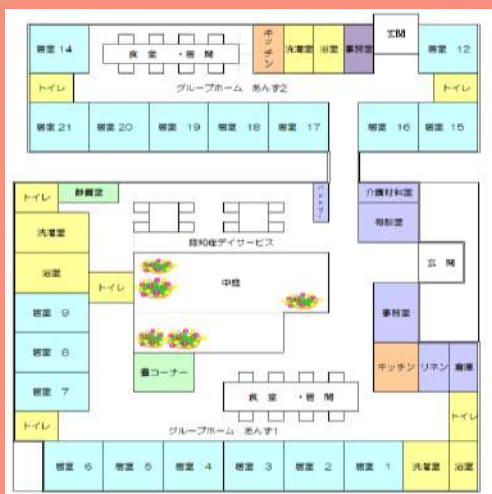 居室 14
食 堂 ・居 間
キッチン
洗濯室
浴室
事務室
玄関
居室 12
トイレ
グループホーム あんず2
トイレ
居室 21
居室 20
居室 19
居室 18
居室 17
居室 16
居室 15
トイレ
静養室
パントリー
介護材料室
洗濯室
相談室
認知症デイサービス
浴室
トイレ
中庭
玄 関
居室 9
事務室
居室 8
畳コーナー
キッチン
リネン
倉庫
居室 7
食 堂 ・居 間
トイレ
グループホーム あんず1
トイレ
居室 6
居室 5
居室 4
居室 3
居室 2
居室 1
洗濯室
浴室